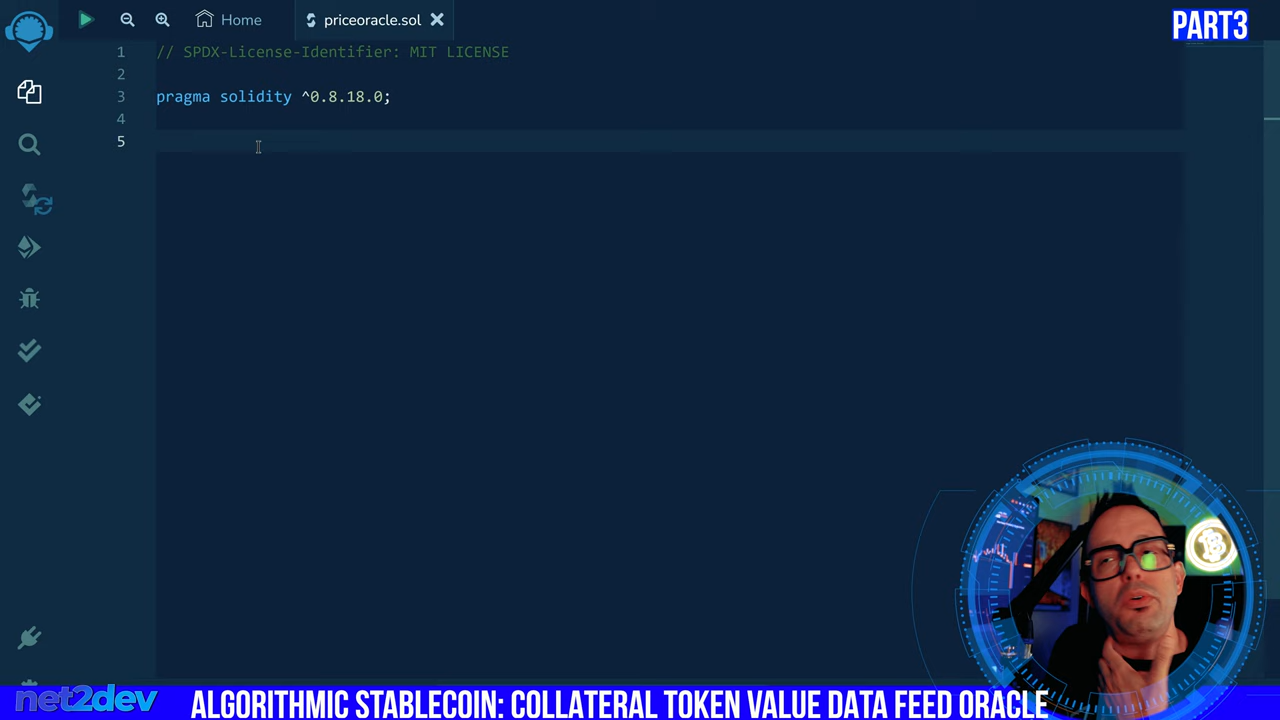 Home
priceoracle.sol
PART3
1 // SPDX-License-Identifier: MIT LICENSE
2
3 pragma solidity ^0.8.18.0;
4
5
net2dev
ALGORITHMIC STABLECOIN: COLLATERAL TOKEN VALUE DATA FEED ORACLE